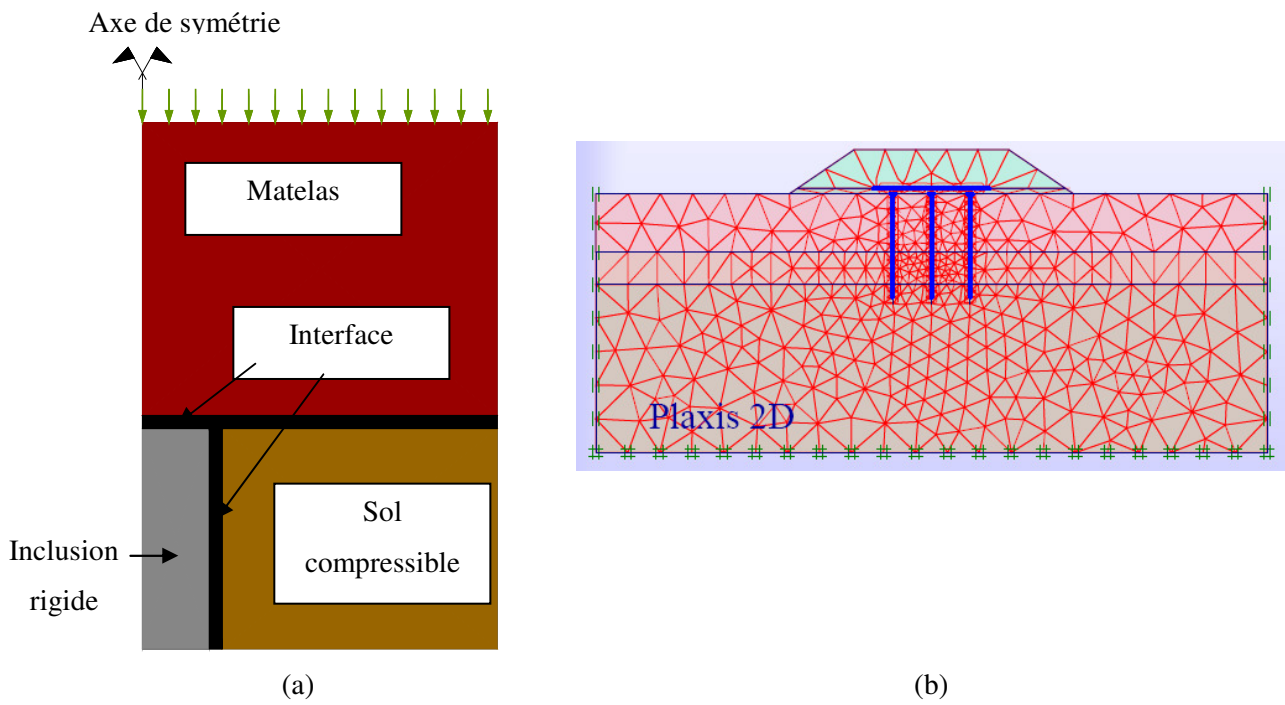 Axe de symétrie
Matelas
Interface
Sol
compressible
Inclusion
rigide
(a)
Plaxis 2D
(b)